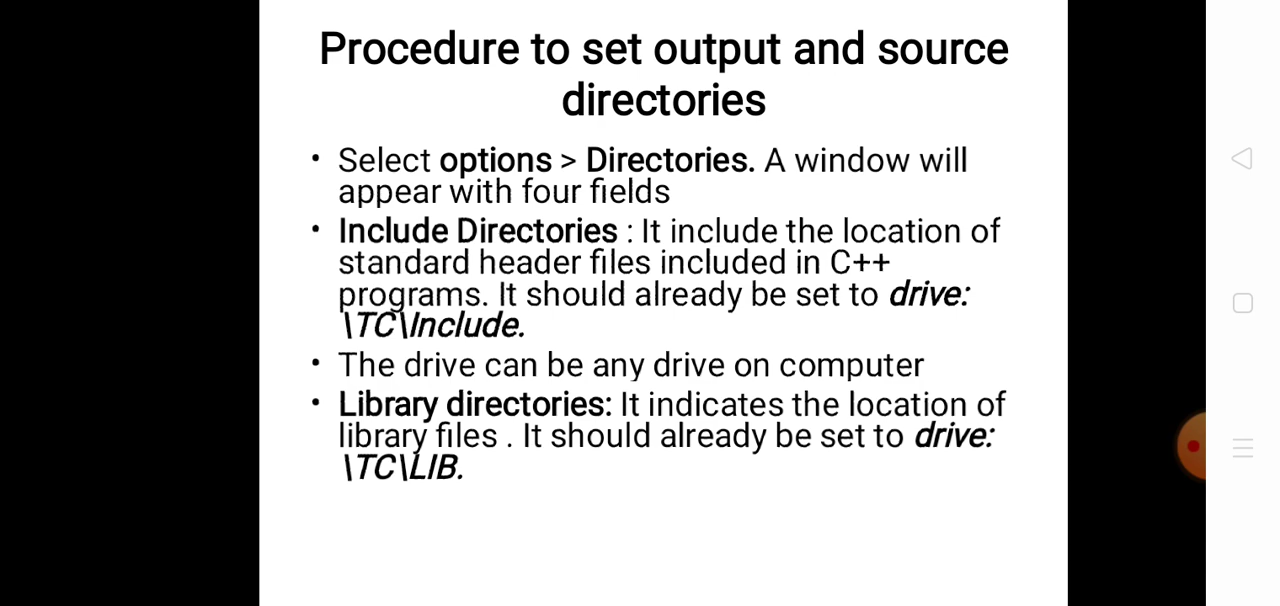 Procedure to set output and source
directories
• Select options > Directories. A window will
appear with four fields
• Include Directories : It include the location of
standard header files included in C++
programs. It should already be set to drive:
\TC\Include.
• The drive can be any drive on computer
• Library directories: It indicates the location of
library files . It should already be set to drive:
\TC\LIB.